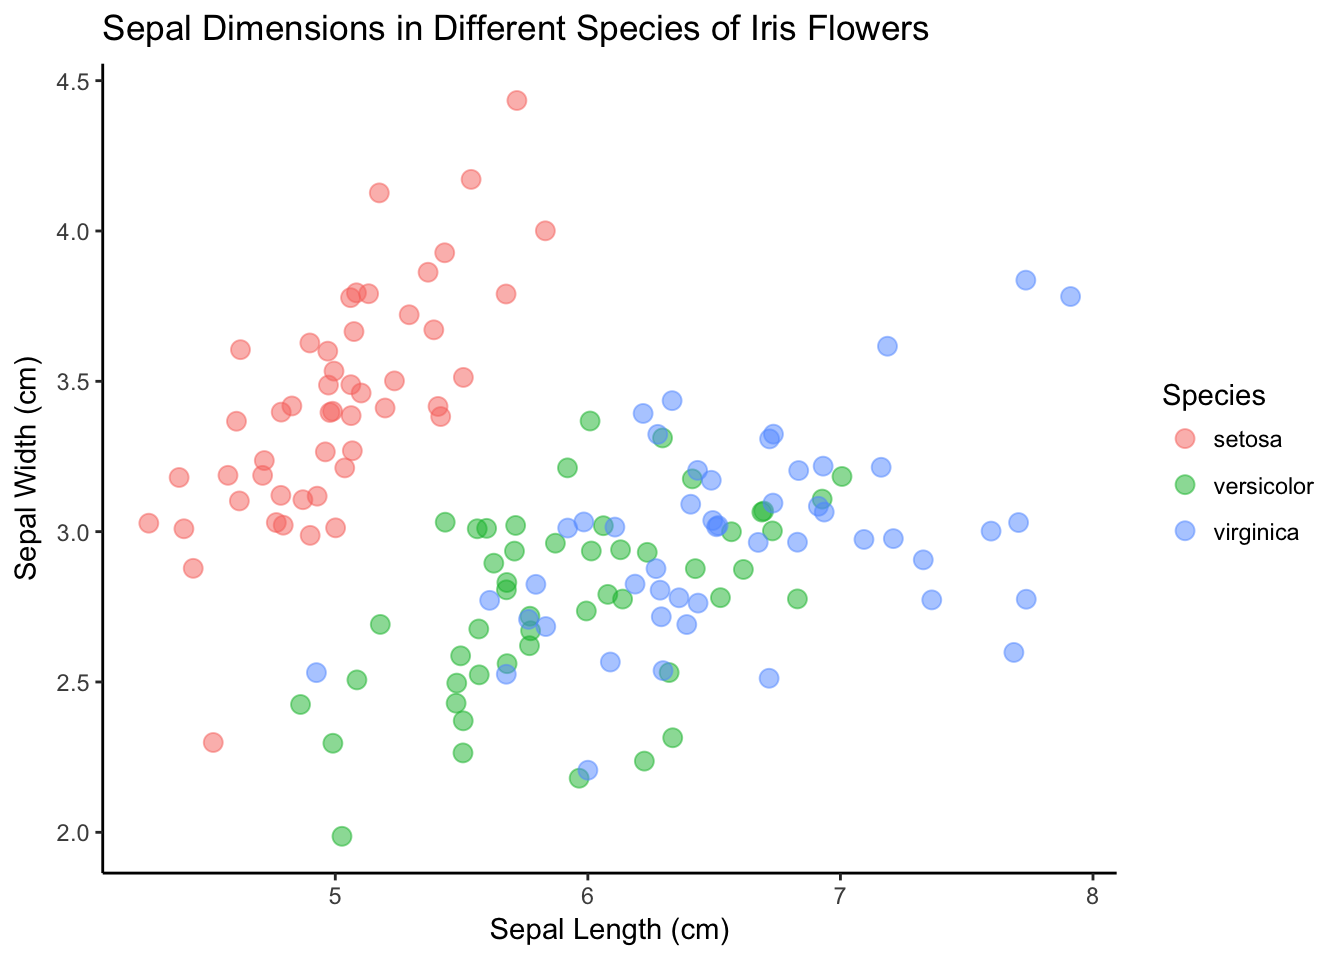 Sepal Dimensions in Different Species of Iris Flowers
4.5
4.0
3.5
3.0
2.5
2.0
Sepal Width (cm)
5 6 7 8
Sepal Length (cm)
Species
setosa
versicolor
virginica